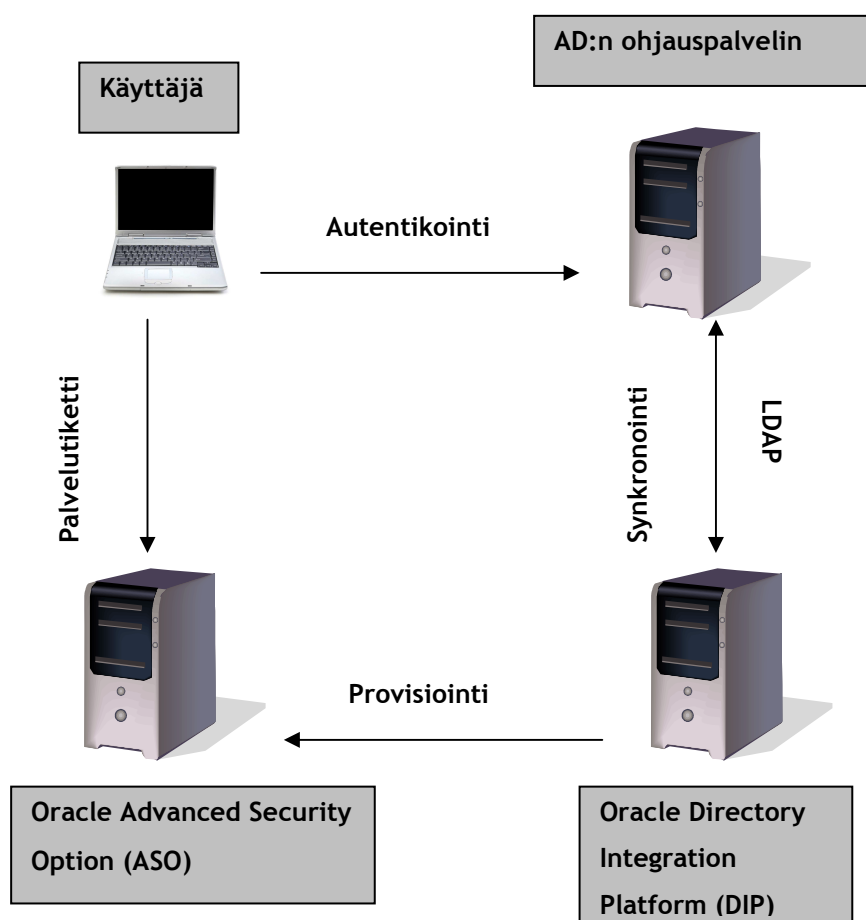 AD:n ohjauspalvelin
Käyttäjä
Autentikointi
Palvelutiketti
Synkronointi
LDAP
Provisiointi
Oracle Advanced Security
Option (ASO)
Oracle Directory
Integration
Platform (DIP)